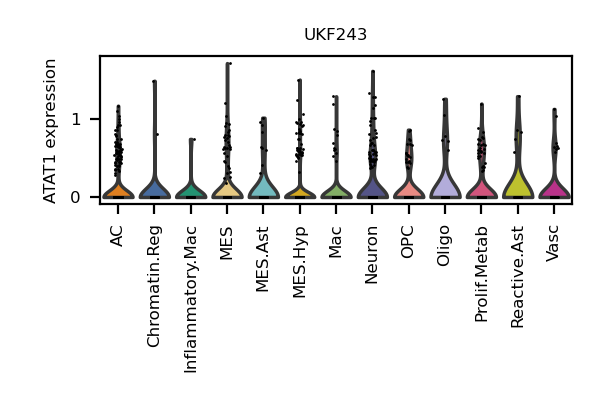 UKF243
ATAT1 expression
1
0
AC
Chromatin.Reg
Inflammatory.Mac
MES
MES.Ast
MES.Hyp
Mac
Neuron
OPC
Oligo
Prolif.Metab
Reactive.Ast
Vasc